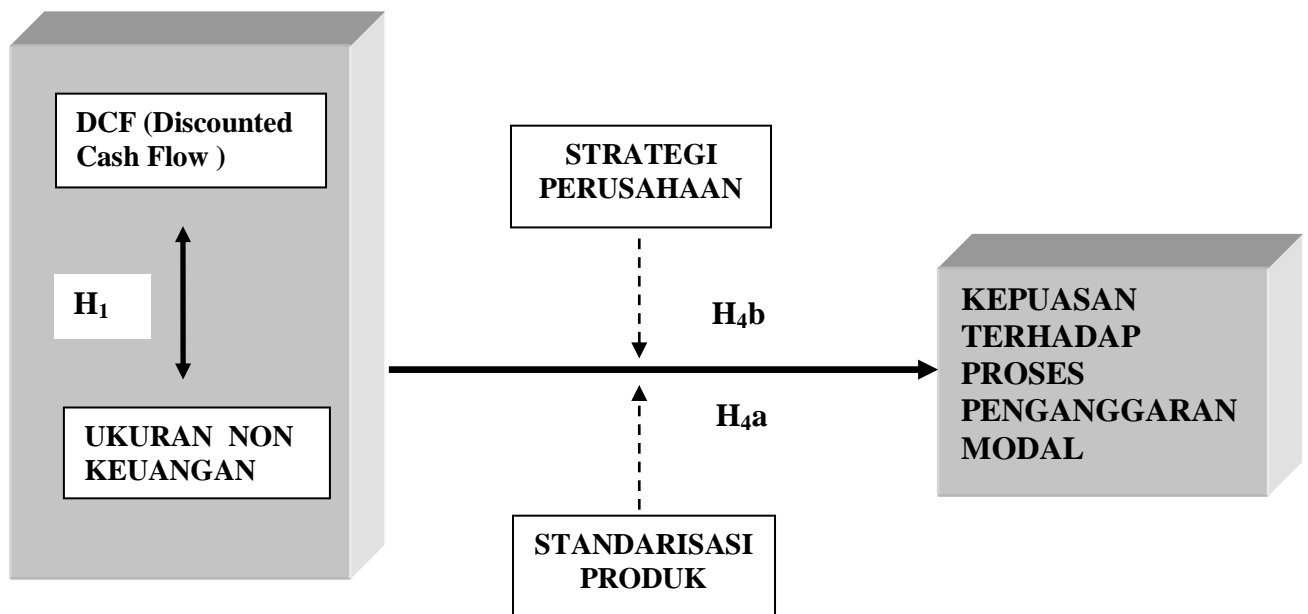 DCF (Discounted
Cash Flow )
H₁
UKURAN NON
KEUANGAN
STRATEGI
PERUSAHAAN
H₄b
H₄a
STANDARISASI
PRODUK
KEPUASAN
TERHADAP
PROSES
PENGANGGARAN
MODAL